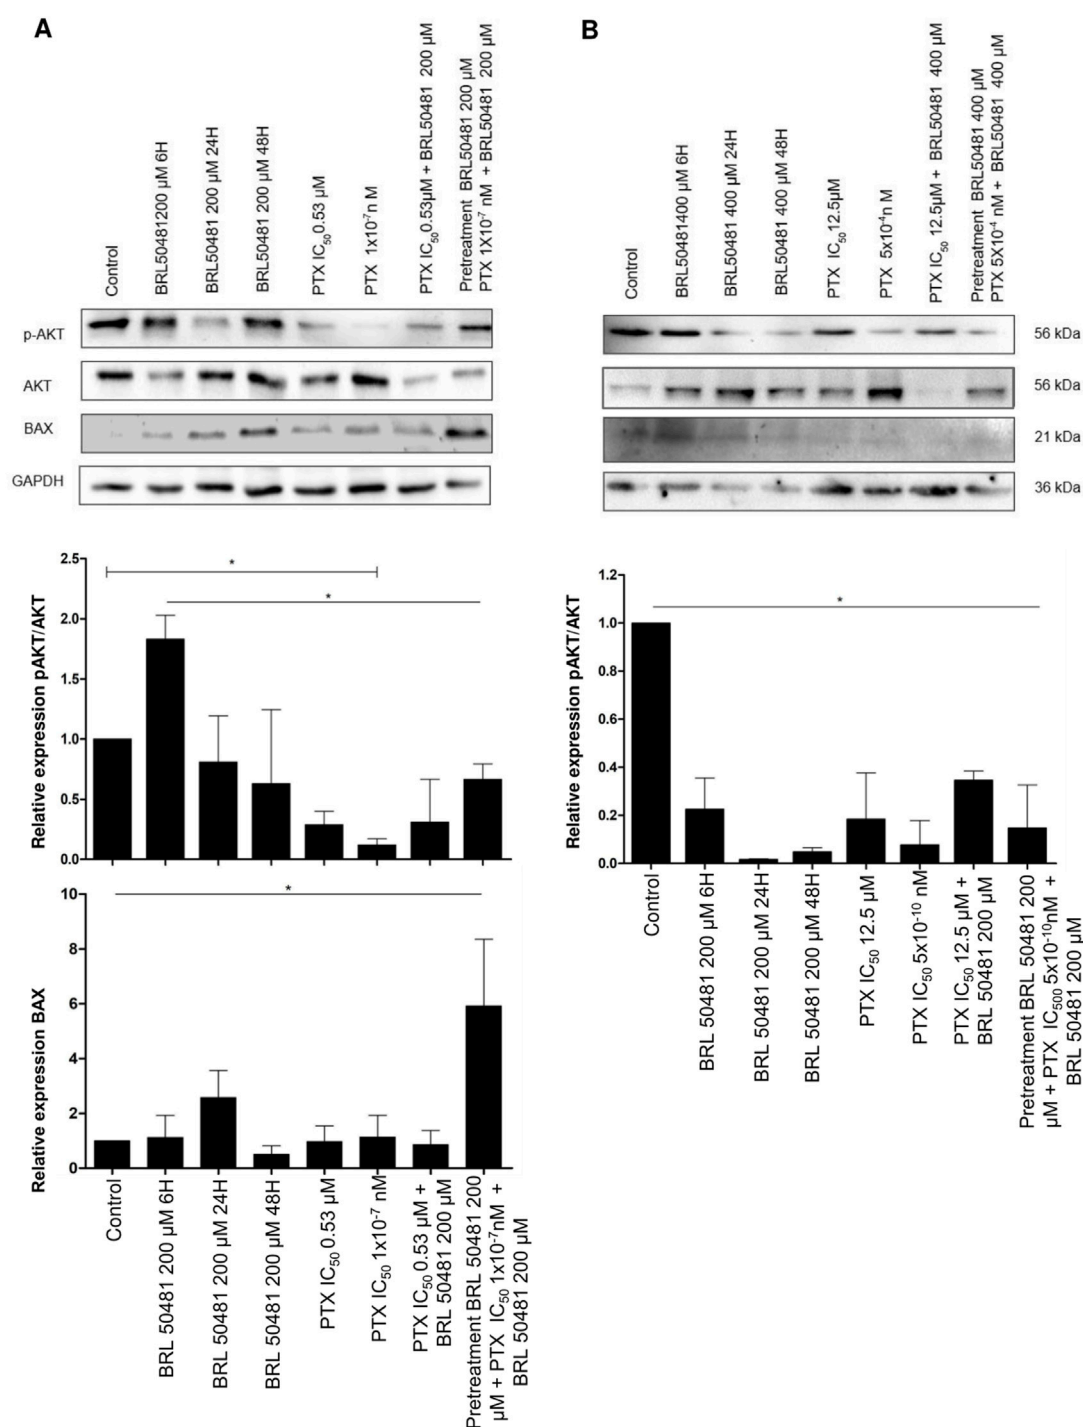 A
B
Control
BRL50481200 µM 6H
BRL50481 200 µM 24H
BRL50481 200 µM 48H
PTX IC50 0.53 µM
PTX 1x10-7n M
PTX IC50 0.53µM + BRL50481 200 µM
Pretreatment BRL50481 200 µM
PTX 1X10-7 nM + BRL50481 200 µM
Control
BRL50481400 µM 6H
BRL50481 400 µM 24H
BRL50481 400 µM 48H
PTX IC50 12.5µM
PTX 5x10-4n M
PTX IC50 12.5µM + BRL50481 400 µM
Pretreatment BRL50481 400 µM
PTX 5X10-4 nM + BRL50481 400 µM
p-AKT
AKT
BAX
GAPDH
56 kDa
56 kDa
21 kDa
36 kDa
Relative expression pAKT/AKT
2.5
2.0
1.5
1.0
0.5
0.0
*
*
Relative expression BAX
10
8
6
4
2
0
*
Control
BRL 50481 200 µM 6H
BRL 50481 200 µM 24H
BRL 50481 200 µM 48H
PTX IC50 0.53 µM
PTX IC50 1x10-7 nM
PTX IC50 0.53 µM +
BRL 50481 200 µM
Pretreatment BRL 50481 200
µM + PTX IC50 1x10-7nM +
BRL 50481 200 µM
Relative expression pAKT/AKT
1.2
1.0
0.8
0.6
0.4
0.2
0.0
*
Control
BRL 50481 200 µM 6H
BRL 50481 200 µM 24H
BRL 50481 200 µM 48H
PTX IC50 12.5 µM
PTX IC50 5x10-10 nM
PTX IC50 12.5 µM +
BRL 50481 200 µM
Pretreatment BRL 50481 200
µM + PTX IC500 5x10-10nM +
BRL 50481 200 µM